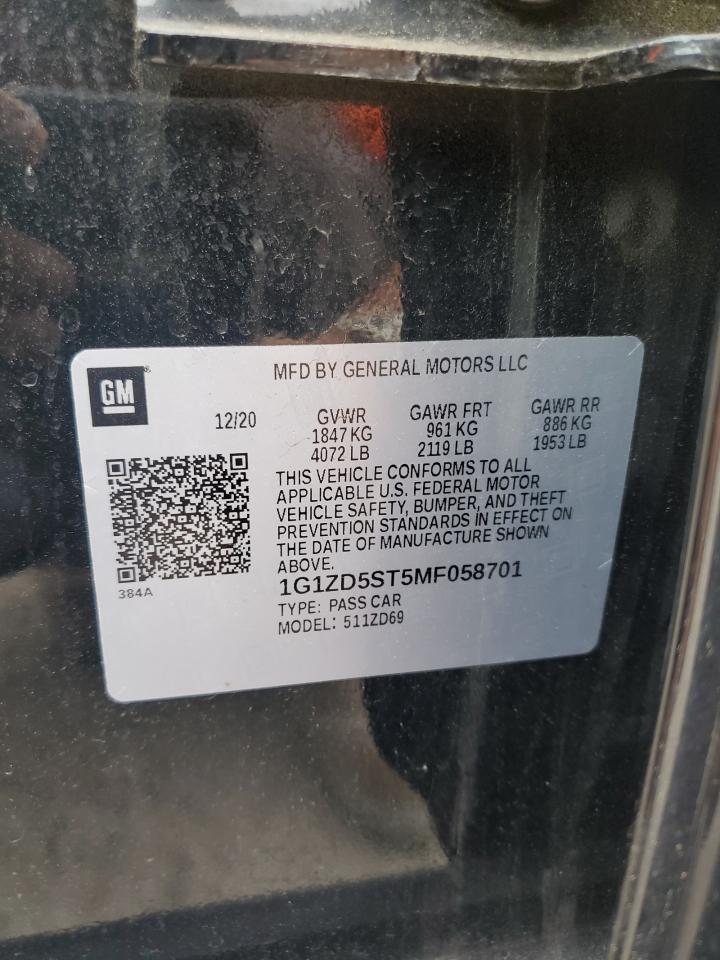 GM
MFD BY GENERAL MOTORS LLC
12/20
GVWR
1847 KG
4072 LB
GAWR FRT
961 KG
2119 LB
GAWR RR
886 KG
1953 LB
THIS VEHICLE CONFORMS TO ALL
APPLICABLE U.S. FEDERAL MOTOR
VEHICLE SAFETY, BUMPER, AND THEFT
PREVENTION STANDARDS IN EFFECT ON
THE DATE OF MANUFACTURE SHOWN
ABOVE.
384A
1G1ZD5ST5MF058701
TYPE: PASS CAR
MODEL: 511ZD69